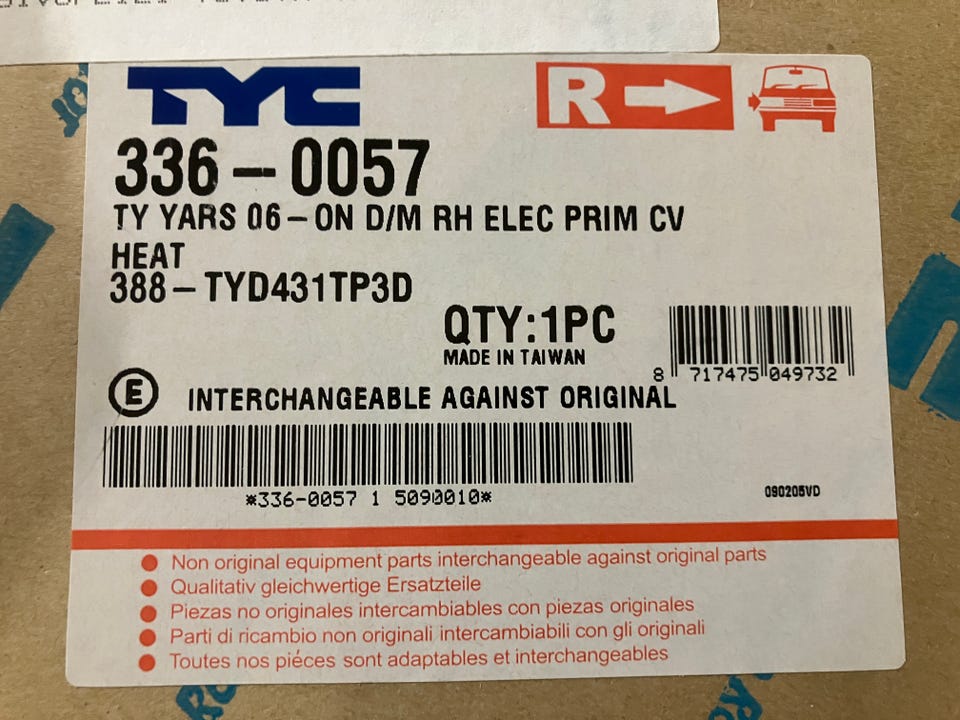 TYC
R
336-0057
TY YARS 06-ON D/M RH ELEC PRIM CV
HEAT
388-TYD431TP3D
QTY:1PC
MADE IN TAIWAN
8 717475 049732
E INTERCHANGEABLE AGAINST ORIGINAL
*336-0057 1 5090010*
090205VD
Non original equipment parts interchangeable against original parts
Qualitativ gleichwertige Ersatzteile
Piezas no originales intercambiables con piezas originales
Parti di ricambio non originali intercambiabili con gli originali
Toutes nos piéces sont adaptables et interchangeables